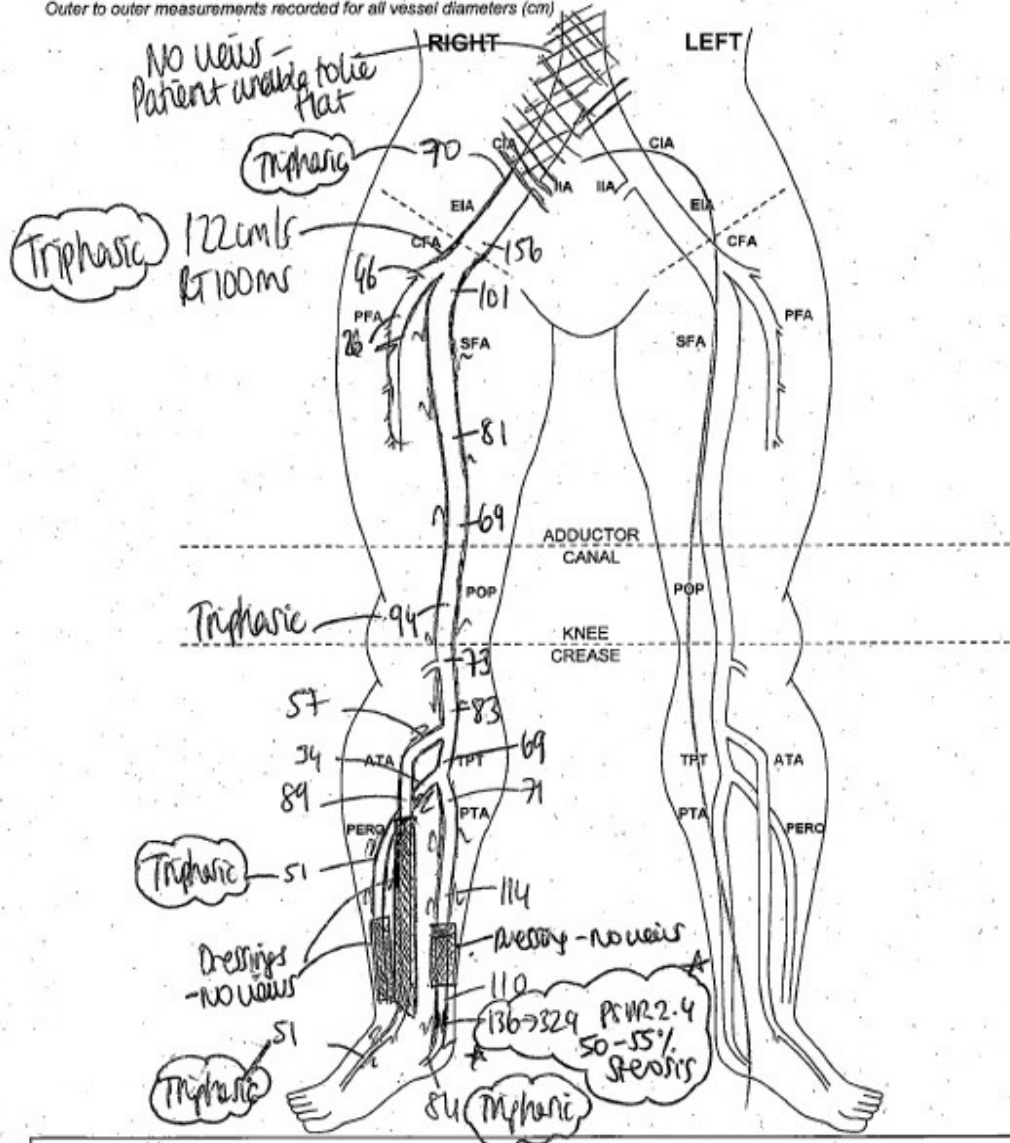 Outer to outer measurements recorded for all vessel diameters (cm)
RIGHT
LEFT
No views -
Patient unable to lie
flat
CIA
CIA
Triphasic
70
IIA
IIA
EIA
EIA
CFA
CFA
Triphasic
122cm/s
RT 100ms
156
96
101
PFA
PFA
26
SFA
SFA
81
69
ADDUCTOR
CANAL
POP
POP
Triphasic
94
KNEE
CREASE
73
57
83
34
ATA
TPT
69
TPT
ATA
89
71
PERO
PTA
PTA
PERO
Triphasic
51
114
Dressings
- No views
Dressing - No views
110
136→329
PSVR 2.4
50-55%
Stenosis
51
Triphasic
84
Triphasic